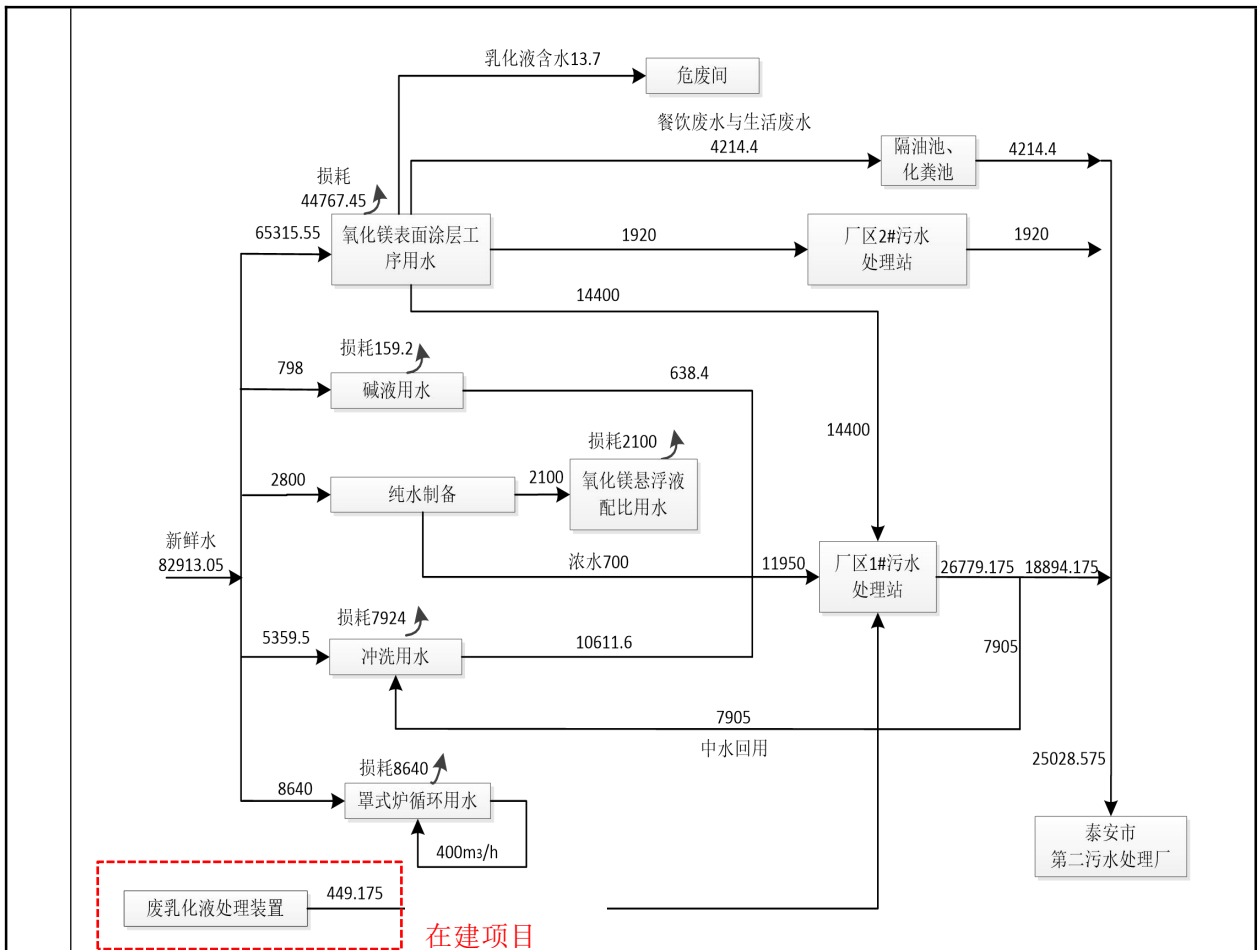 乳化液含水13.7
危废间
餐饮废水与生活废水
4214.4
隔油池、
化粪池
4214.4
损耗
44767.45
65315.55
氧化镁表面涂层工
序用水
1920
厂区2#污水
处理站
1920
14400
损耗159.2
798
碱液用水
638.4
14400
损耗2100
2800
纯水制备
2100
氧化镁悬浮液
配比用水
新鲜水
82913.05
浓水700
11950
厂区1#污水
处理站
26779.175
18894.175
损耗7924
5359.5
冲洗用水
10611.6
7905
7905
中水回用
25028.575
损耗8640
8640
罩式炉循环用水
400m3/h
泰安市
第二污水处理厂
废乳化液处理装置
449.175
在建项目